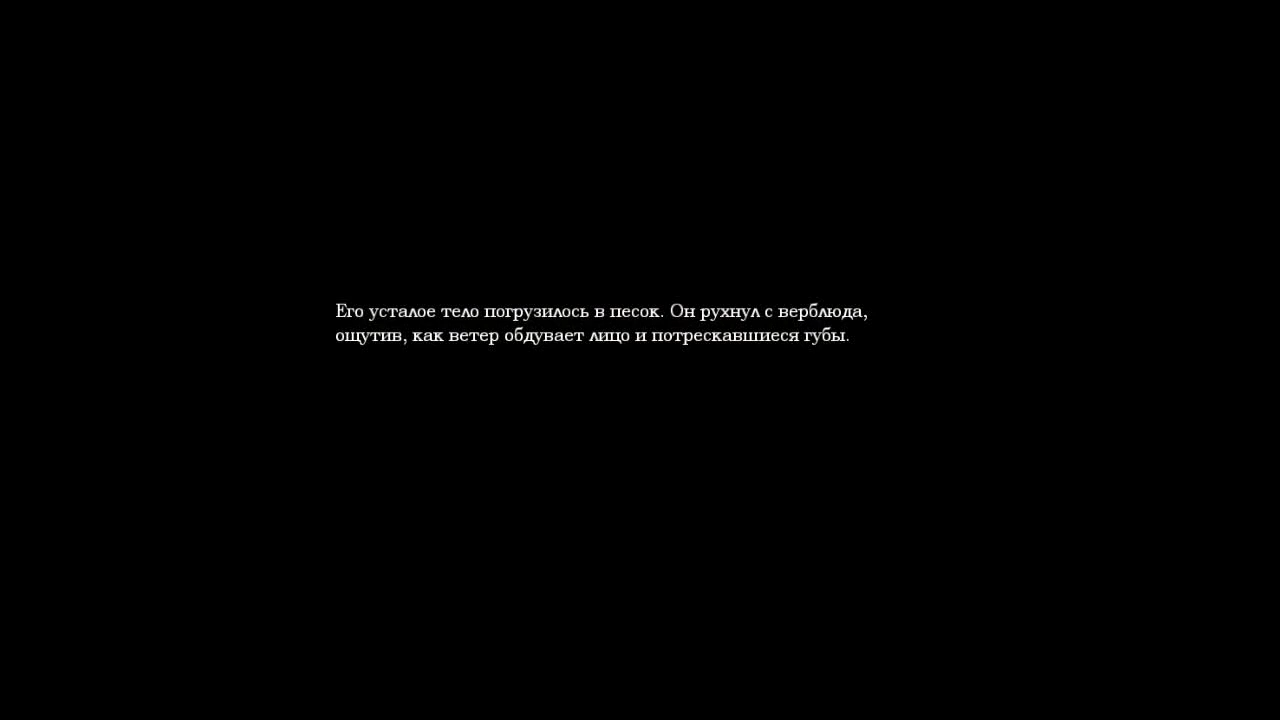 Его усталое тело погрузилось в песок. Он рухнул с верблюда,
ощутив, как ветер обдувает лицо и потрескавшиеся губы.